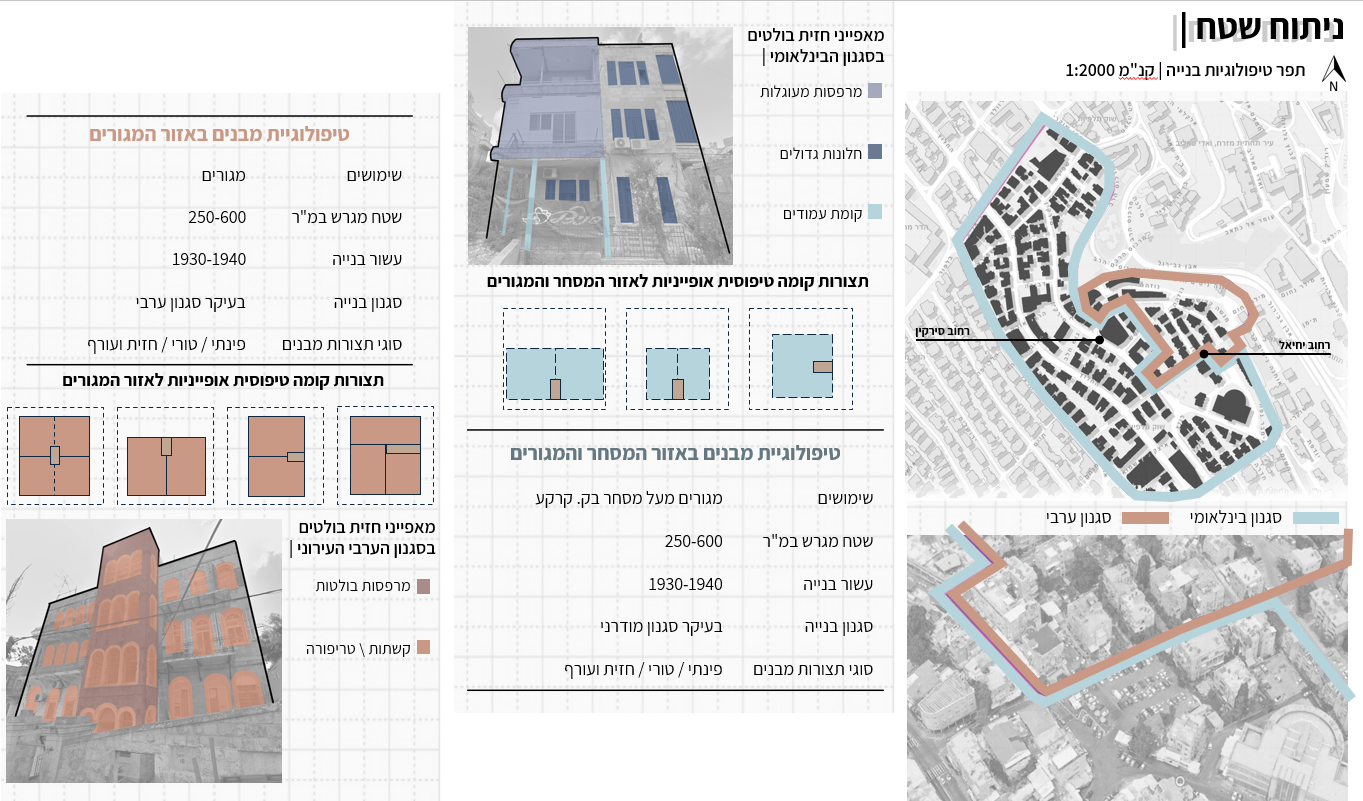 ניתוח שטח |
תפר טיפולוגיות בנייה | קנ"מ 1:2000
N
רחוב סירקין
רחוב יחיאל
סגנון בינלאומי
סגנון ערבי
מאפייני חזית בולטים
בסגנון הבינלאומי |
מרפסות מעוגלות
חלונות גדולים
קומת עמודים
תצורות קומה טיפוסית אופייניות לאזור המסחר והמגורים
טיפולוגיית מבנים באזור המסחר והמגורים
שימושים מגורים מעל מסחר בק. קרקע
שטח מגרש במ"ר 250-600
עשור בנייה 1930-1940
סגנון בנייה בעיקר סגנון מודרני
סוגי תצורות מבנים פינתי / טורי / חזית ועורף
טיפולוגיית מבנים באזור המגורים
שימושים מגורים
שטח מגרש במ"ר 250-600
עשור בנייה 1930-1940
סגנון בנייה בעיקר סגנון ערבי
סוגי תצורות מבנים פינתי / טורי / חזית ועורף
תצורות קומה טיפוסית אופייניות לאזור המגורים
מאפייני חזית בולטים
בסגנון הערבי העירוני |
מרפסות בולטות
קשתות \ טריפורה